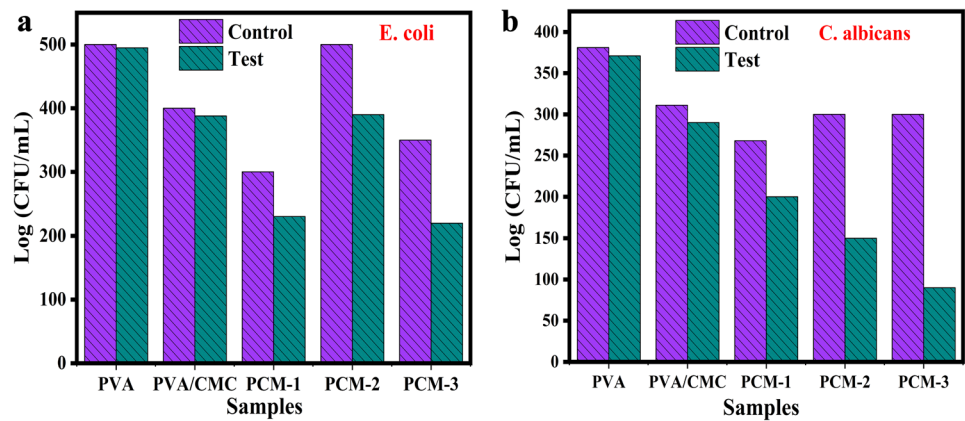 a
Control
Test
E. coli
Log (CFU/mL)
500
400
300
200
100
0
PVA PVA/CMC PCM-1 PCM-2 PCM-3
Samples
b
Control
Test
C. albicans
Log (CFU/mL)
400
350
300
250
200
150
100
50
0
PVA PVA/CMC PCM-1 PCM-2 PCM-3
Samples